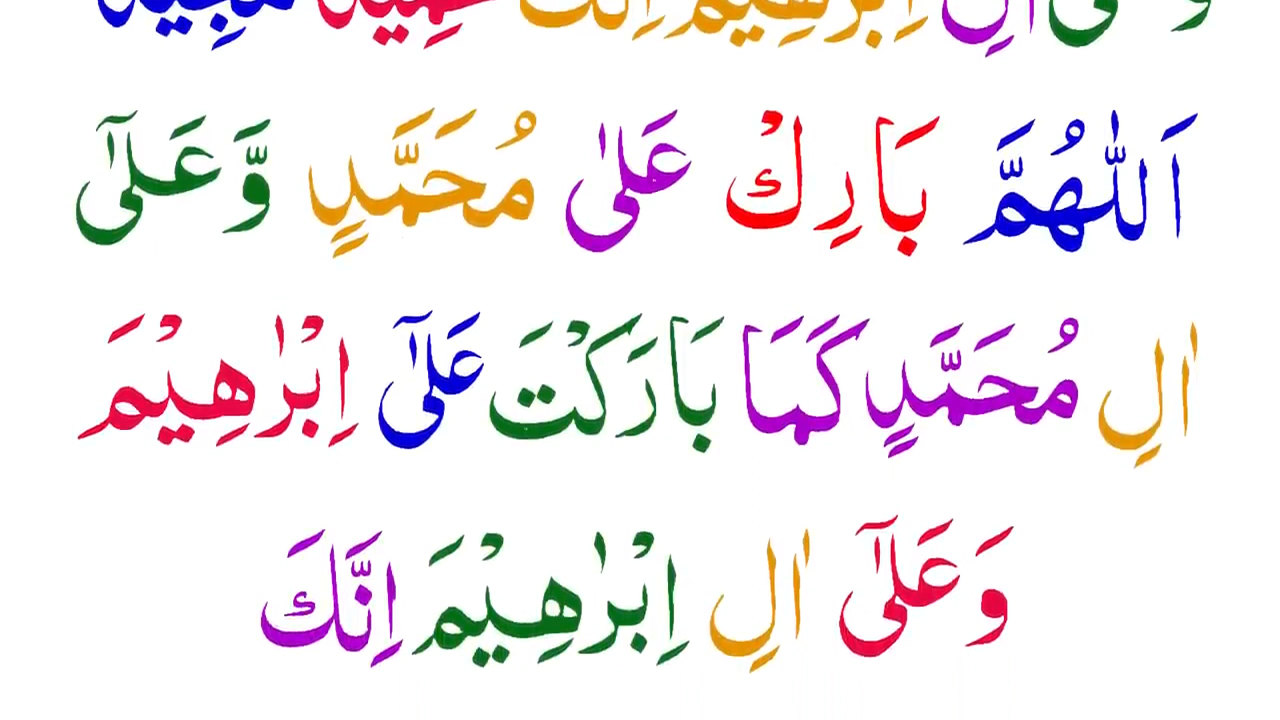 وَعَلٰٓى اٰلِ اِبْرٰهِيْمَ اِنَّكَ حَمِيْدٌ مَّجِيْدٌ
اَللّٰهُمَّ بَارِكْ عَلٰى مُحَمَّدٍ وَّعَلٰٓى
اٰلِ مُحَمَّدٍ كَمَا بَارَكْتَ عَلٰٓى اِبْرٰهِيْمَ
وَعَلٰٓى اٰلِ اِبْرٰهِيْمَ اِنَّكَ